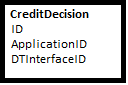 CreditDecision
ID
ApplicationID
DTInterfaceID